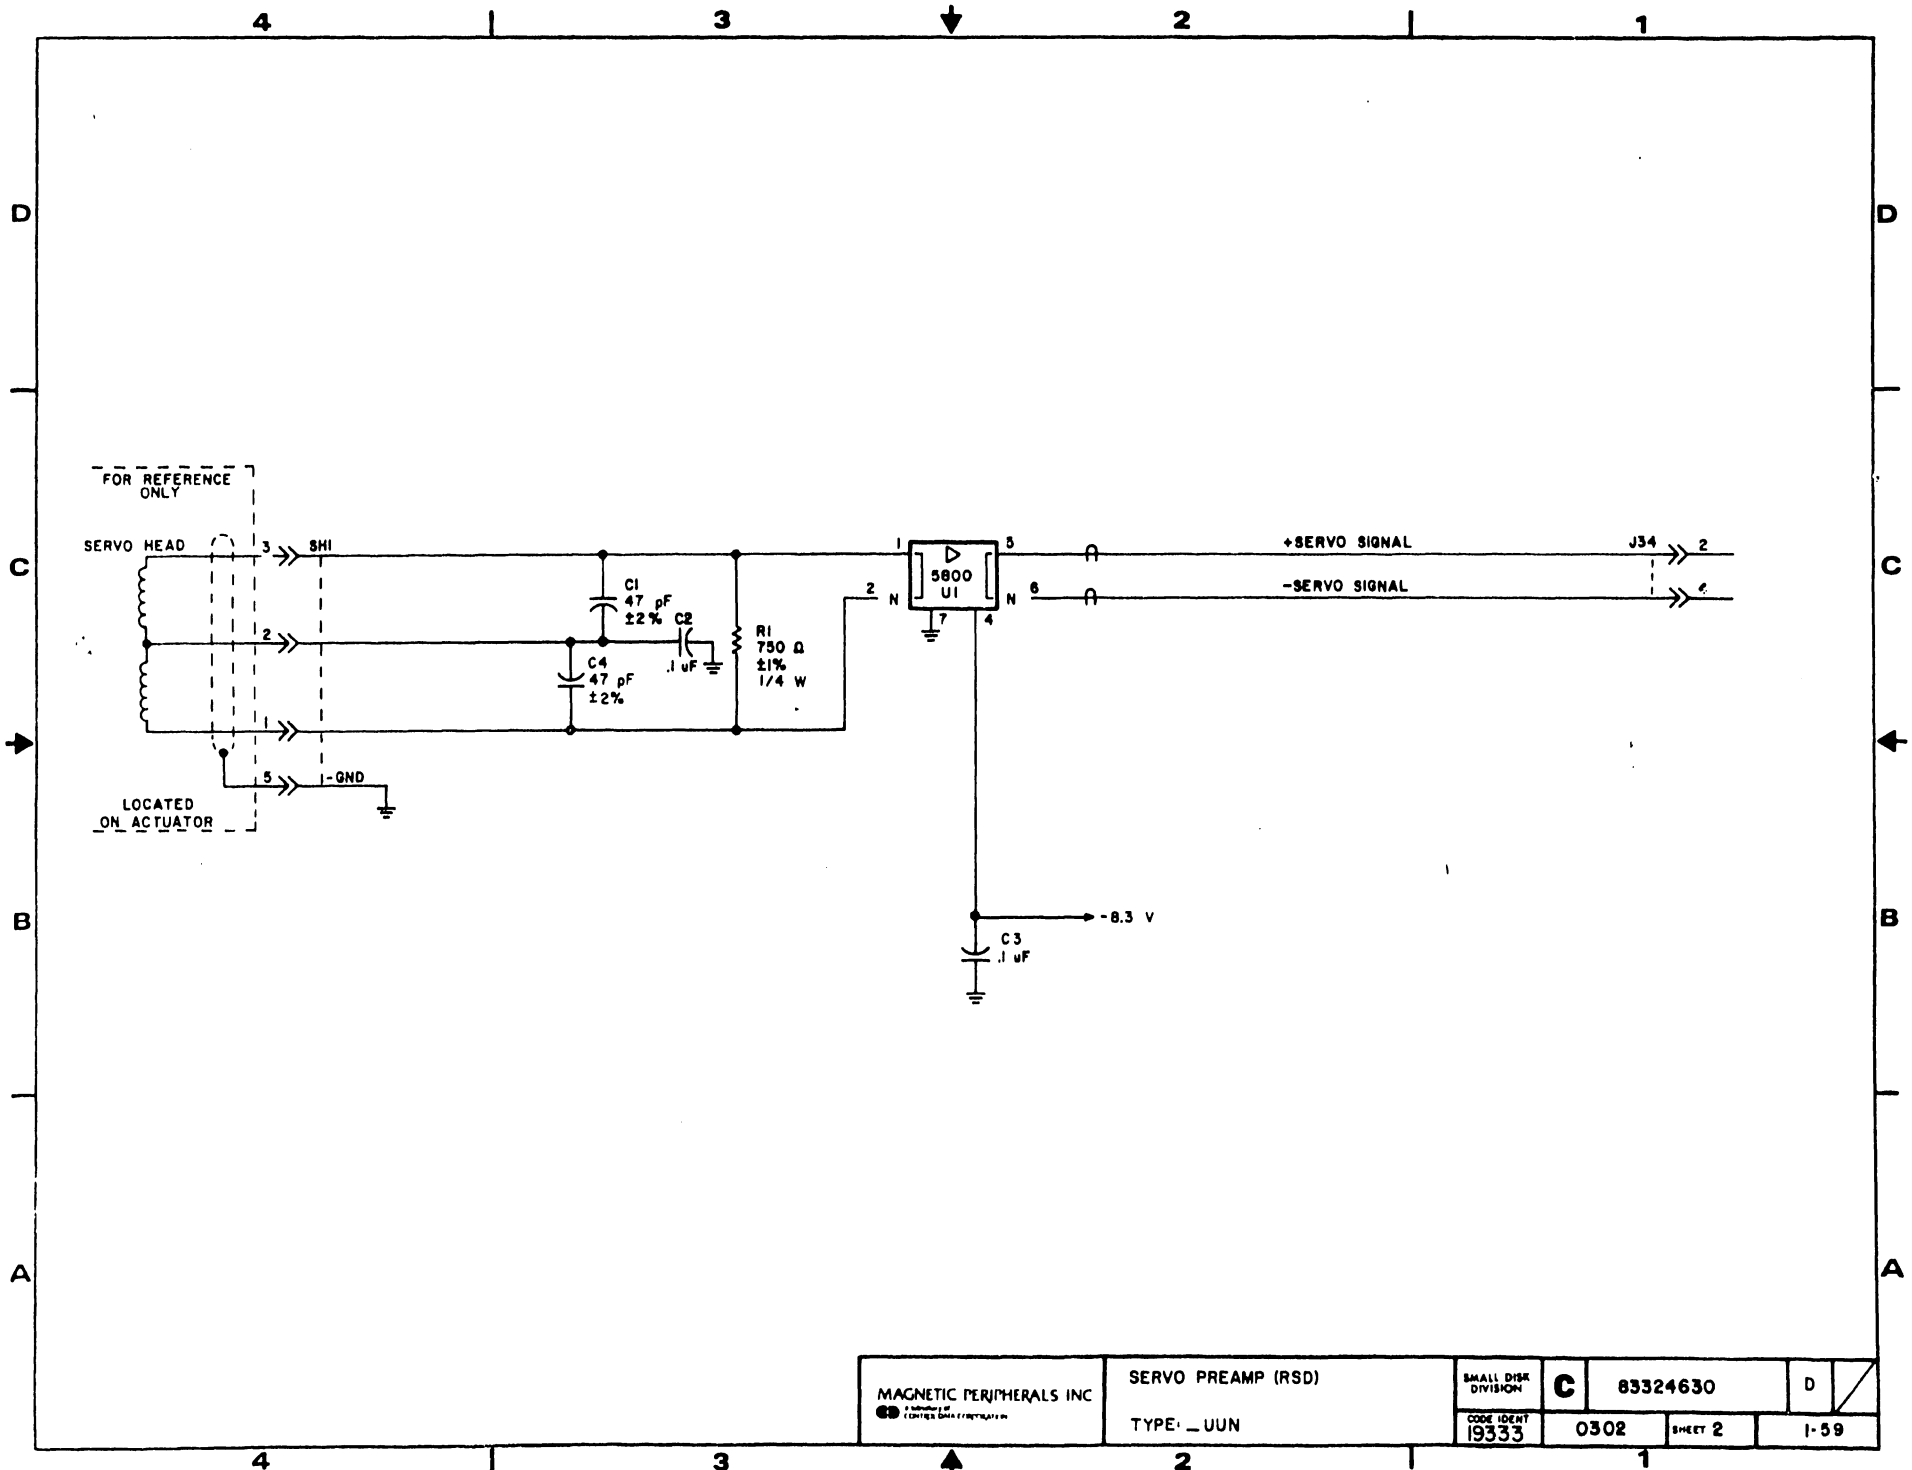 4 3 2 1
D D
FOR REFERENCE
ONLY
SERVO HEAD
3 SH1
2
1
5 -GND
LOCATED
ON ACTUATOR
C C
C1
47 pF
±2%
C2
.1 uF
C4
47 pF
±2%
R1
750 Ω
±1%
1/4 W
1
2 N
5800
U1
5
N 6
7 4
+SERVO SIGNAL
-SERVO SIGNAL
J34 2
B B
-8.3 V
C3
.1 uF
A A
MAGNETIC PERIPHERALS INC
SERVO PREAMP (RSD)
TYPE: _UUN
SMALL DISK
DIVISION
C
83324630
D
CODE IDENT
19333
0302
SHEET 2
1-59
4 3 2 1